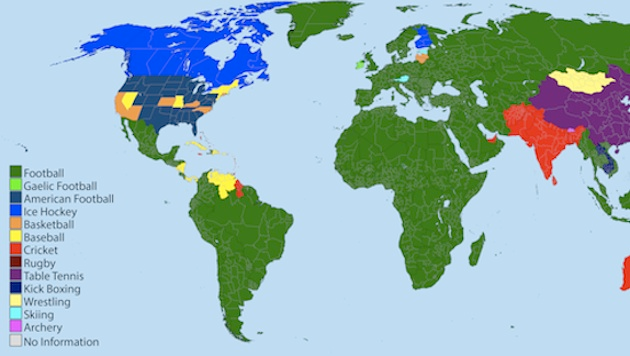 Football
Gaelic Football
American Football
Ice Hockey
Basketball
Baseball
Cricket
Rugby
Table Tennis
Kick Boxing
Wrestling
Skiing
Archery
No Information